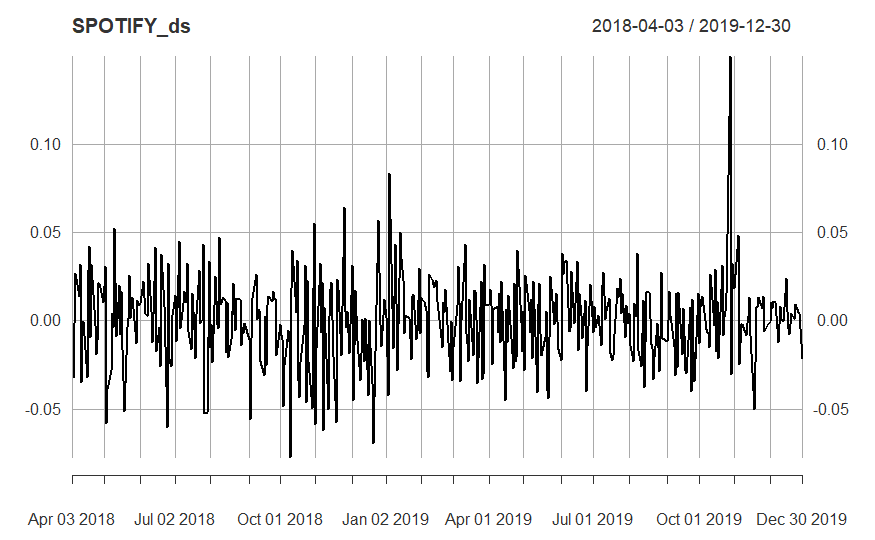 SPOTIFY_ds 2018-04-03 / 2019-12-30
0.10 0.10
0.05 0.05
0.00 0.00
-0.05 -0.05
Apr 03 2018 Jul 02 2018 Oct 01 2018 Jan 02 2019 Apr 01 2019 Jul 01 2019 Oct 01 2019 Dec 30 2019